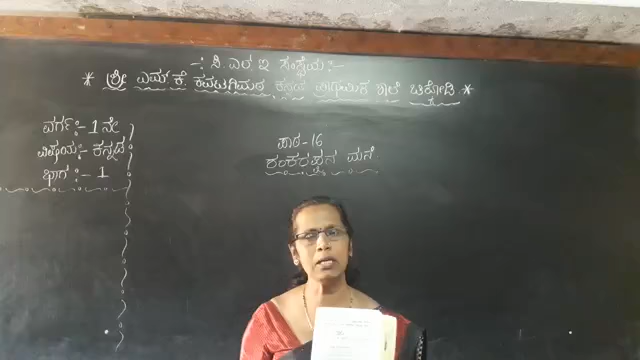 -: ಸಿ ಎಲ ಇ ಸಂಸ್ಥೆಯ :-
* ಶ್ರೀ ಎಮ್ ಕೆ. ಕವಟಗಿಮಠ ಕನ್ನಡ ಪ್ರಾಥಮಿಕ ಶಾಲೆ ಚಿಕೋಡಿ *
ವರ್ಗ:- 1 ನೇ
ವಿಷಯ:- ಕನ್ನಡ
ಭಾಗ:- 1
ಪಾಠ-16
ಶಂಕರಪ್ಪನ ಮನೆ